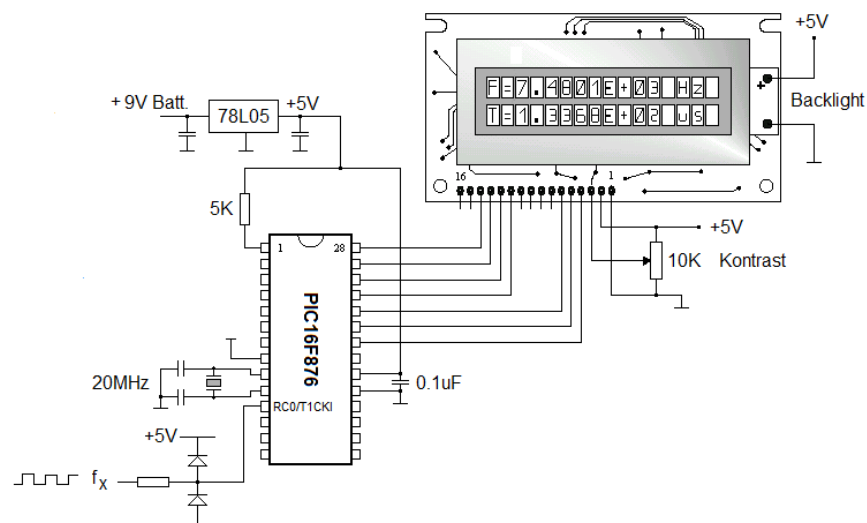 +5V
F=7.4801E+03 Hz
T=1.3368E+02 us
+
Backlight
+9V Batt.
78L05
+5V
16
1
5K
+5V
10K Kontrast
1
28
PIC16F876
20MHz
0.1uF
RC0/T1CKI
+5V
fx